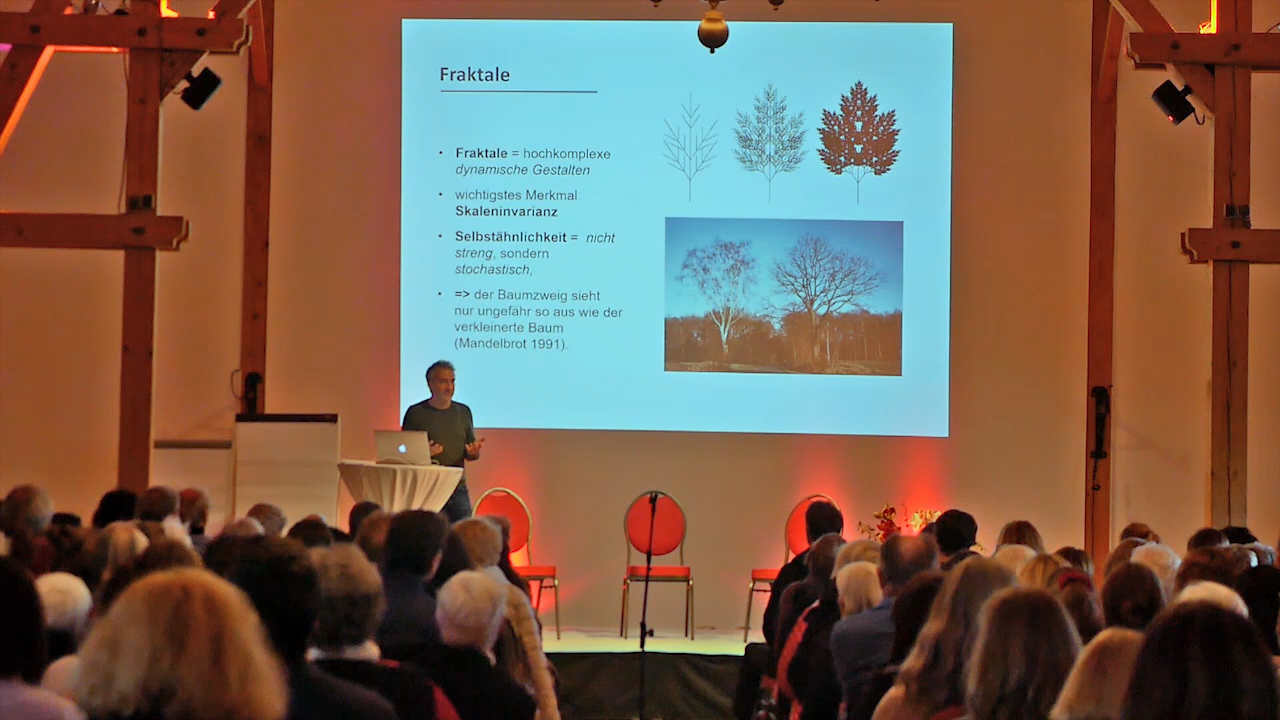 Fraktale
• Fraktale = hochkomplexe
dynamische Gestalten
• wichtigstes Merkmal:
Skaleninvarianz
• Selbstähnlichkeit = nicht
streng, sondern
stochastisch,
• => der Baumzweig sieht
nur ungefähr so aus wie der
verkleinerte Baum
(Mandelbrot 1991).